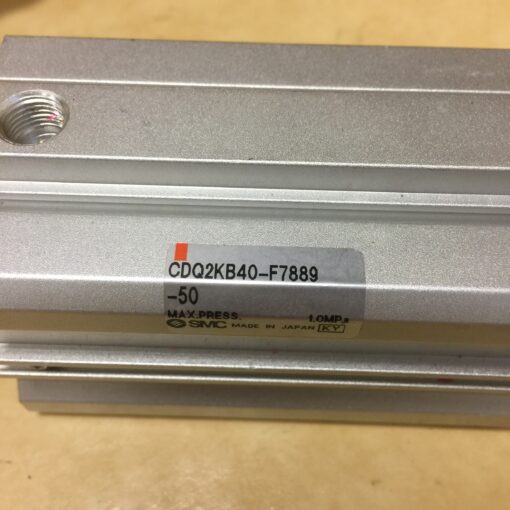 CDQ2KB40-F7889
-50
MAX.PRESS. 1.0MPa
SMC MADE IN JAPAN KY